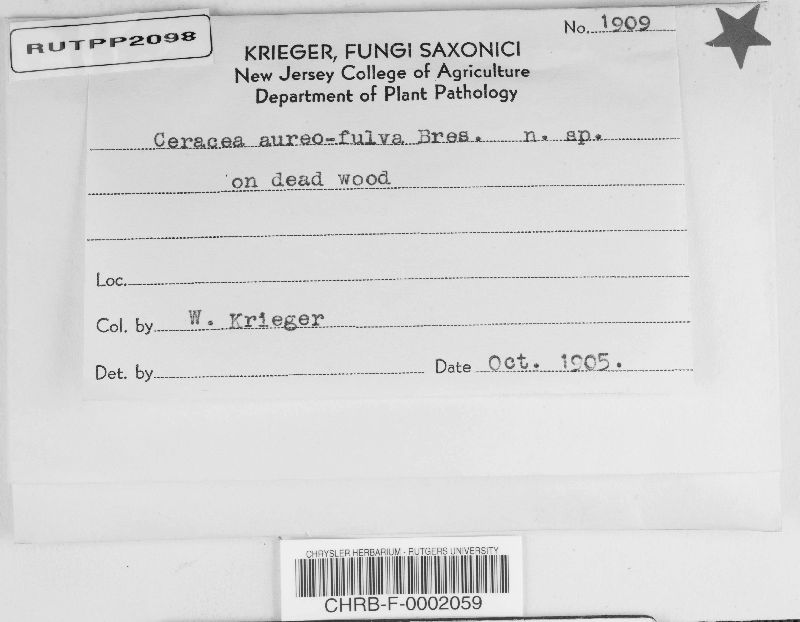 RUTPP2098
No. 1909
KRIEGER, FUNGI SAXONICI
New Jersey College of Agriculture
Department of Plant Pathology
Ceracea aureo-fulva Bres. n. sp.
on dead wood
Loc.
Col. by W. Krieger
Det. by Date Oct. 1905.
CHRYSLER HERBARIUM - RUTGERS UNIVERSITY
CHRB-F-0002059